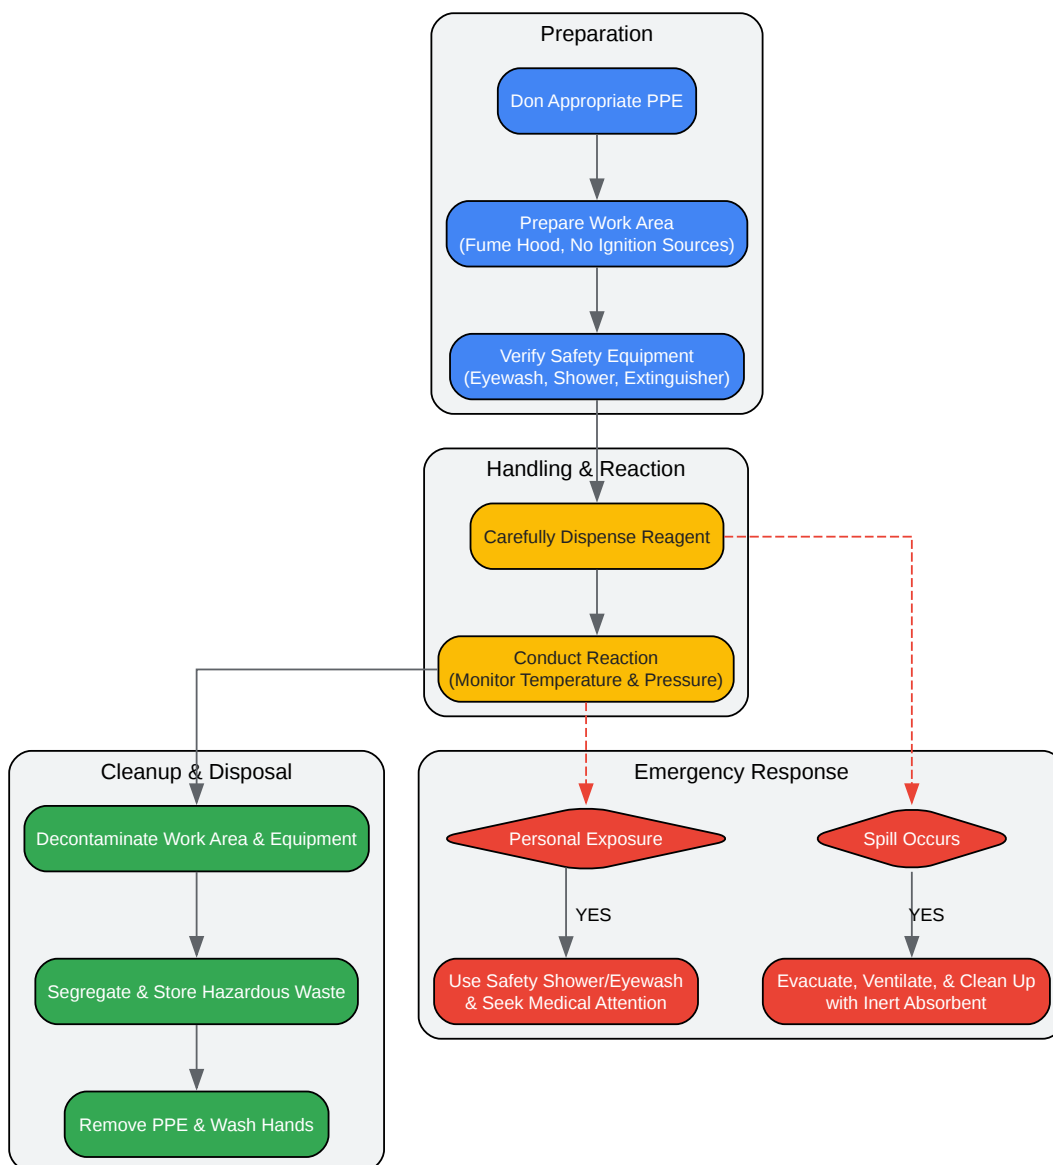 Preparation
Don Appropriate PPE
Prepare Work Area
(Fume Hood, No Ignition Sources)
Verify Safety Equipment
(Eyewash, Shower, Extinguisher)
Handling & Reaction
Carefully Dispense Reagent
Conduct Reaction
(Monitor Temperature & Pressure)
Cleanup & Disposal
Decontaminate Work Area & Equipment
Segregate & Store Hazardous Waste
Remove PPE & Wash Hands
Emergency Response
Personal Exposure
YES
Use Safety Shower/Eyewash
& Seek Medical Attention
Spill Occurs
YES
Evacuate, Ventilate, & Clean Up
with Inert Absorbent